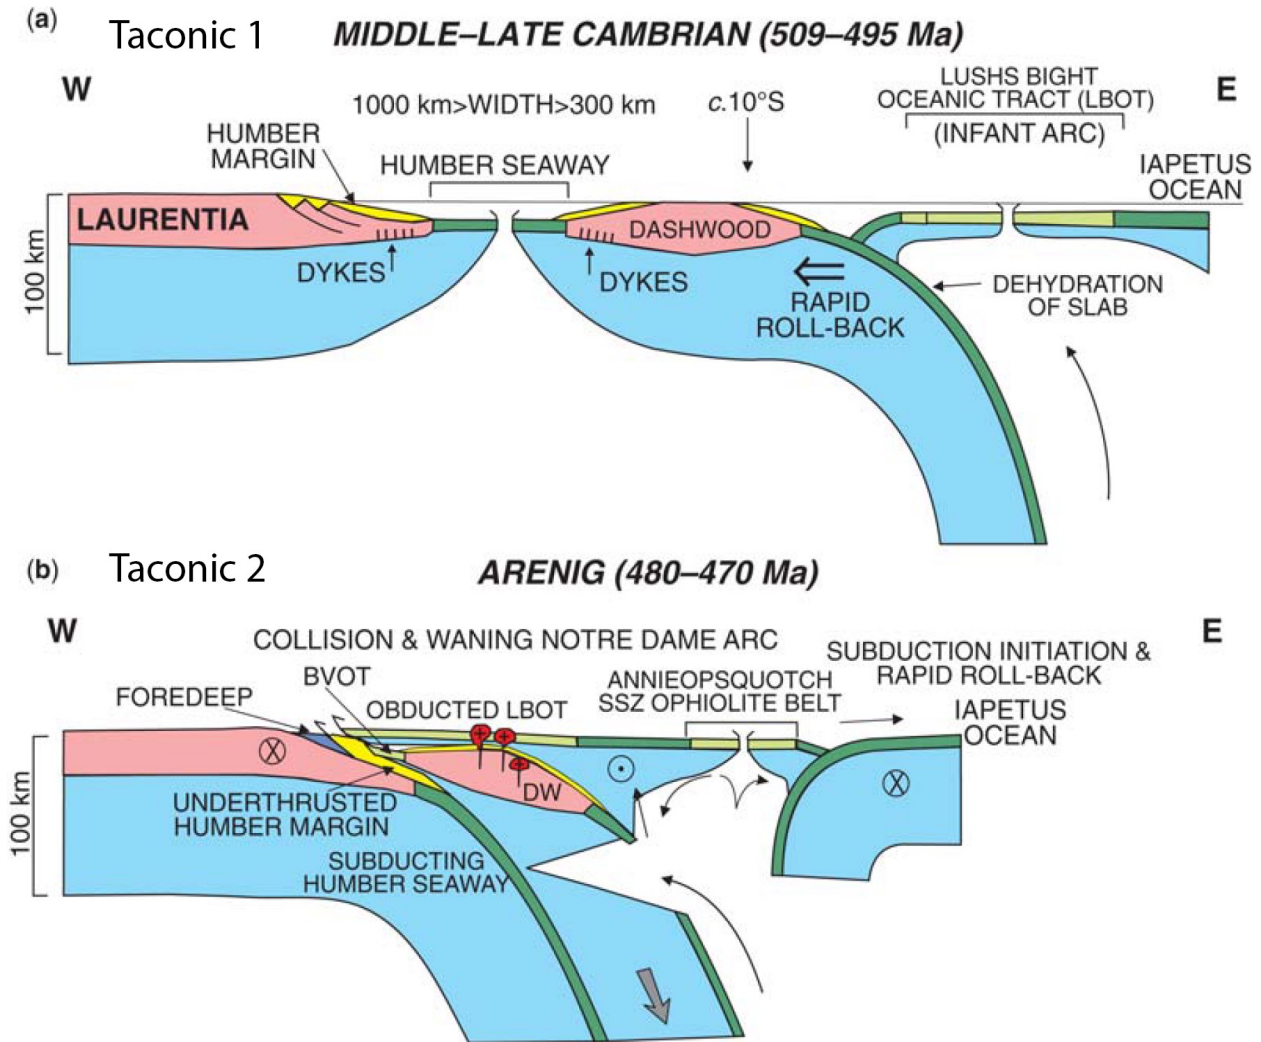 (a) Taconic 1 MIDDLE–LATE CAMBRIAN (509–495 Ma)
W
1000 km>WIDTH>300 km
c.10°S
LUSHS BIGHT
OCEANIC TRACT (LBOT)
(INFANT ARC)
E
HUMBER
MARGIN
HUMBER SEAWAY
IAPETUS
OCEAN
LAURENTIA
DASHWOOD
100 km
DYKES
DYKES
RAPID
ROLL-BACK
DEHYDRATION
OF SLAB
(b) Taconic 2 ARENIG (480–470 Ma)
W
E
COLLISION & WANING NOTRE DAME ARC
SUBDUCTION INITIATION &
RAPID ROLL-BACK
BVOT
FOREDEEP
OBDUCTED LBOT
ANNIEOPSQUOTCH
SSZ OPHIOLITE BELT
IAPETUS
OCEAN
100 km
DW
UNDERTHRUSTED
HUMBER MARGIN
SUBDUCTING
HUMBER SEAWAY